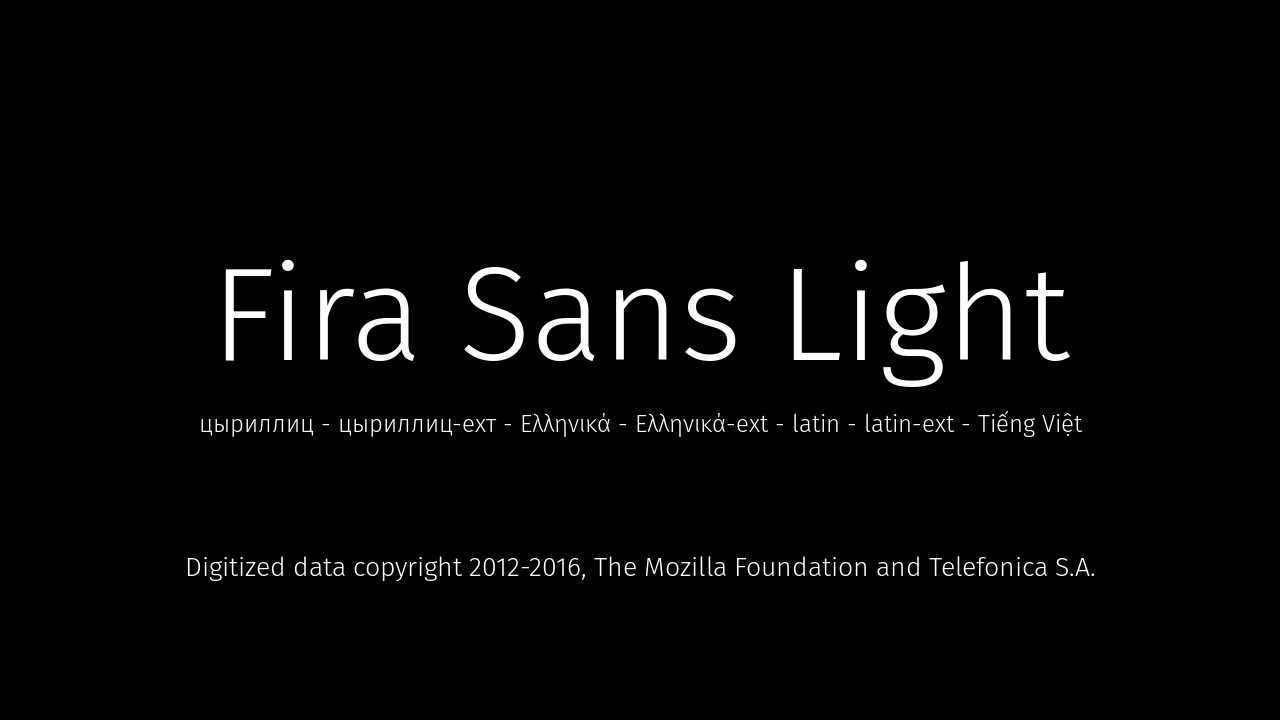 Fira Sans Light
цыриллиц - цыриллиц-ехт - Ελληνικά - Ελληνικά-ext - latin - latin-ext - Tiếng Việt
Digitized data copyright 2012-2016, The Mozilla Foundation and Telefonica S.A.